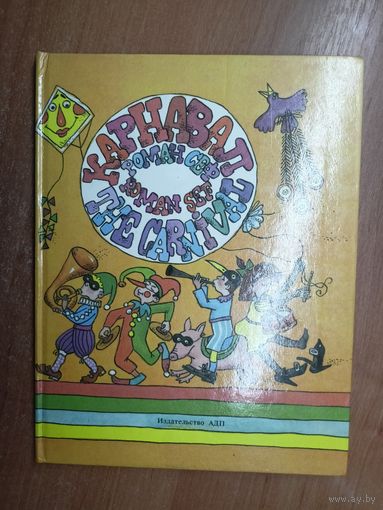 КАРНАВАЛ
РОМАН СЕФ
ROMAN SEF
THE CARNIVAL
Издательство АДП
www.ay.by